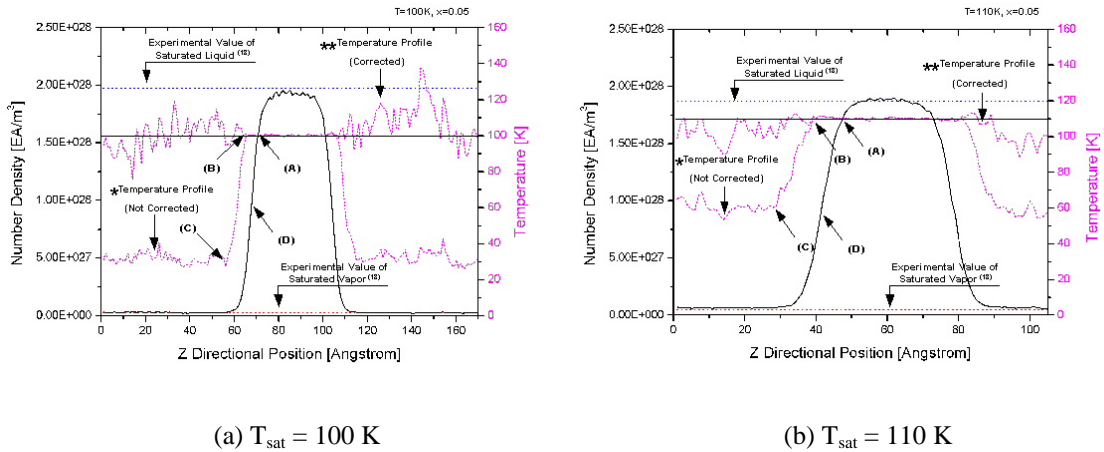 T=100K, x=0.05
2.50E+028
2.00E+028
1.50E+028
1.00E+028
5.00E+027
0.00E+000
Number Density [EA/m³]
160
140
120
100
80
60
40
20
0
Temperature [K]
0 20 40 60 80 100 120 140 160
Z Directional Position [Angstrom]
Experimental Value of
Saturated Liquid (18)
**Temperature Profile
(Corrected)
(B)
(A)
*Temperature Profile
(Not Corrected)
(C)
(D)
Experimental Value of
Saturated Vapor (18)
(a) Tsat = 100 K
T=110K, x=0.05
2.50E+028
2.00E+028
1.50E+028
1.00E+028
5.00E+027
0.00E+000
Number Density [EA/m³]
160
140
120
100
80
60
40
20
0
Temperature [K]
0 20 40 60 80 100
Z Directional Position [Angstrom]
Experimental Value of
Saturated Liquid (18)
**Temperature Profile
(Corrected)
(B)
(A)
*Temperature Profile
(Not Corrected)
(C)
(D)
Experimental Value of
Saturated Vapor (18)
(b) Tsat = 110 K